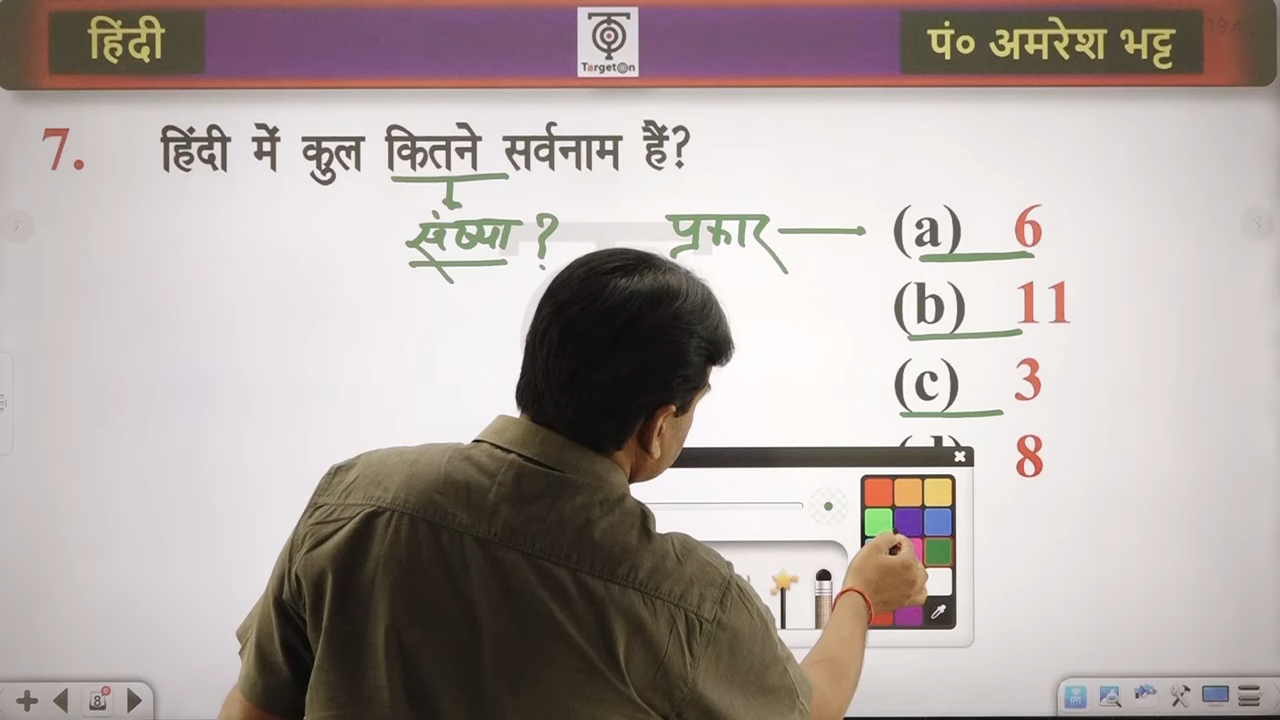 हिंदी
TargetOn
पं० अमरेश भट्ट
7. हिंदी में कुल कितने सर्वनाम हैं?
संख्या ? प्रकार
(a) 6
(b) 11
(c) 3
8